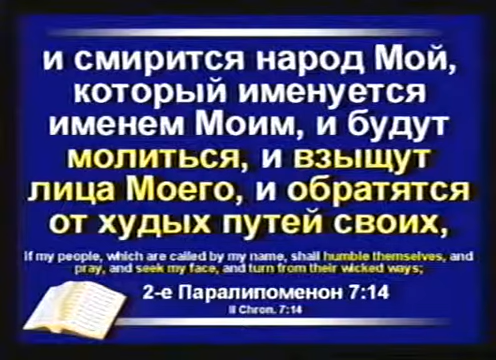 и смирится народ Мой,
который именуется
именем Моим, и будут
молиться, и взыщут
лица Моего, и обратятся
от худых путей своих,
If my people, which are called by my name, shall humble themselves, and
pray, and seek my face, and turn from their wicked ways;
2-е Паралипоменон 7:14
II Chron. 7:14